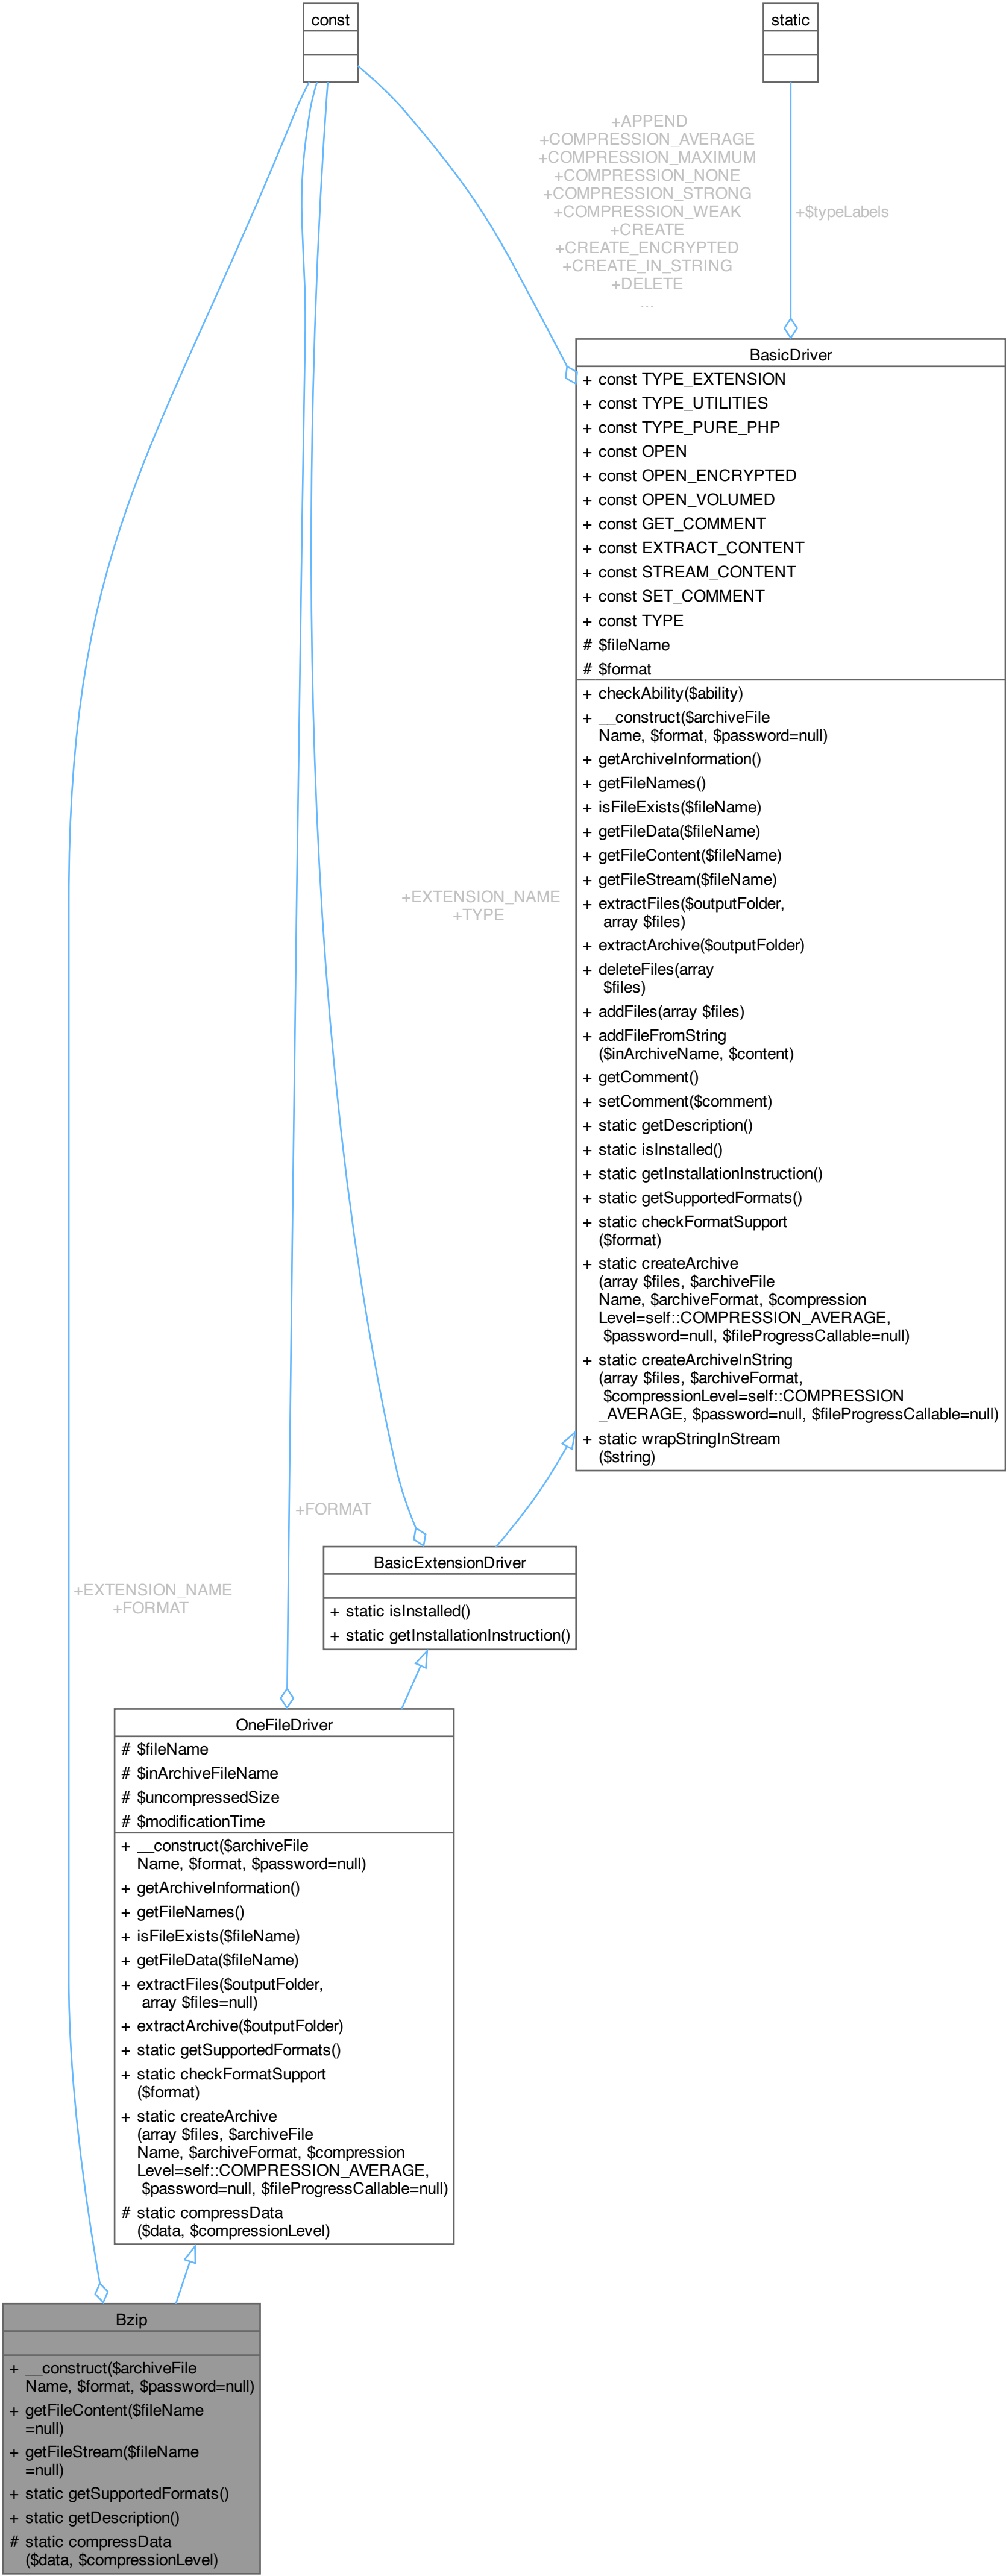 const
static
+APPEND
+COMPRESSION_AVERAGE
+COMPRESSION_MAXIMUM
+COMPRESSION_NONE
+COMPRESSION_STRONG
+COMPRESSION_WEAK
+CREATE
+CREATE_ENCRYPTED
+CREATE_IN_STRING
+DELETE
...
+$typeLabels
BasicDriver
+ const TYPE_EXTENSION
+ const TYPE_UTILITIES
+ const TYPE_PURE_PHP
+ const OPEN
+ const OPEN_ENCRYPTED
+ const OPEN_VOLUMED
+ const GET_COMMENT
+ const EXTRACT_CONTENT
+ const STREAM_CONTENT
+ const SET_COMMENT
+ const TYPE
# $fileName
# $format
+ checkAbility($ability)
+ __construct($archiveFile
Name, $format, $password=null)
+ getArchiveInformation()
+ getFileNames()
+ isFileExists($fileName)
+ getFileData($fileName)
+ getFileContent($fileName)
+ getFileStream($fileName)
+ extractFiles($outputFolder,
array $files)
+ extractArchive($outputFolder)
+ deleteFiles(array
$files)
+ addFiles(array $files)
+ addFileFromString
($inArchiveName, $content)
+ getComment()
+ setComment($comment)
+ static getDescription()
+ static isInstalled()
+ static getInstallationInstruction()
+ static getSupportedFormats()
+ static checkFormatSupport
($format)
+ static createArchive
(array $files, $archiveFile
Name, $archiveFormat, $compression
Level=self::COMPRESSION_AVERAGE,
$password=null, $fileProgressCallable=null)
+ static createArchiveInString
(array $files, $archiveFormat,
$compressionLevel=self::COMPRESSION
_AVERAGE, $password=null, $fileProgressCallable=null)
+ static wrapStringInStream
($string)
+EXTENSION_NAME
+TYPE
+FORMAT
BasicExtensionDriver
+ static isInstalled()
+ static getInstallationInstruction()
+EXTENSION_NAME
+FORMAT
OneFileDriver
# $fileName
# $inArchiveFileName
# $uncompressedSize
# $modificationTime
+ __construct($archiveFile
Name, $format, $password=null)
+ getArchiveInformation()
+ getFileNames()
+ isFileExists($fileName)
+ getFileData($fileName)
+ extractFiles($outputFolder,
array $files=null)
+ extractArchive($outputFolder)
+ static getSupportedFormats()
+ static checkFormatSupport
($format)
+ static createArchive
(array $files, $archiveFile
Name, $archiveFormat, $compression
Level=self::COMPRESSION_AVERAGE,
$password=null, $fileProgressCallable=null)
# static compressData
($data, $compressionLevel)
Bzip
+ __construct($archiveFile
Name, $format, $password=null)
+ getFileContent($fileName
=null)
+ getFileStream($fileName
=null)
+ static getSupportedFormats()
+ static getDescription()
# static compressData
($data, $compressionLevel)